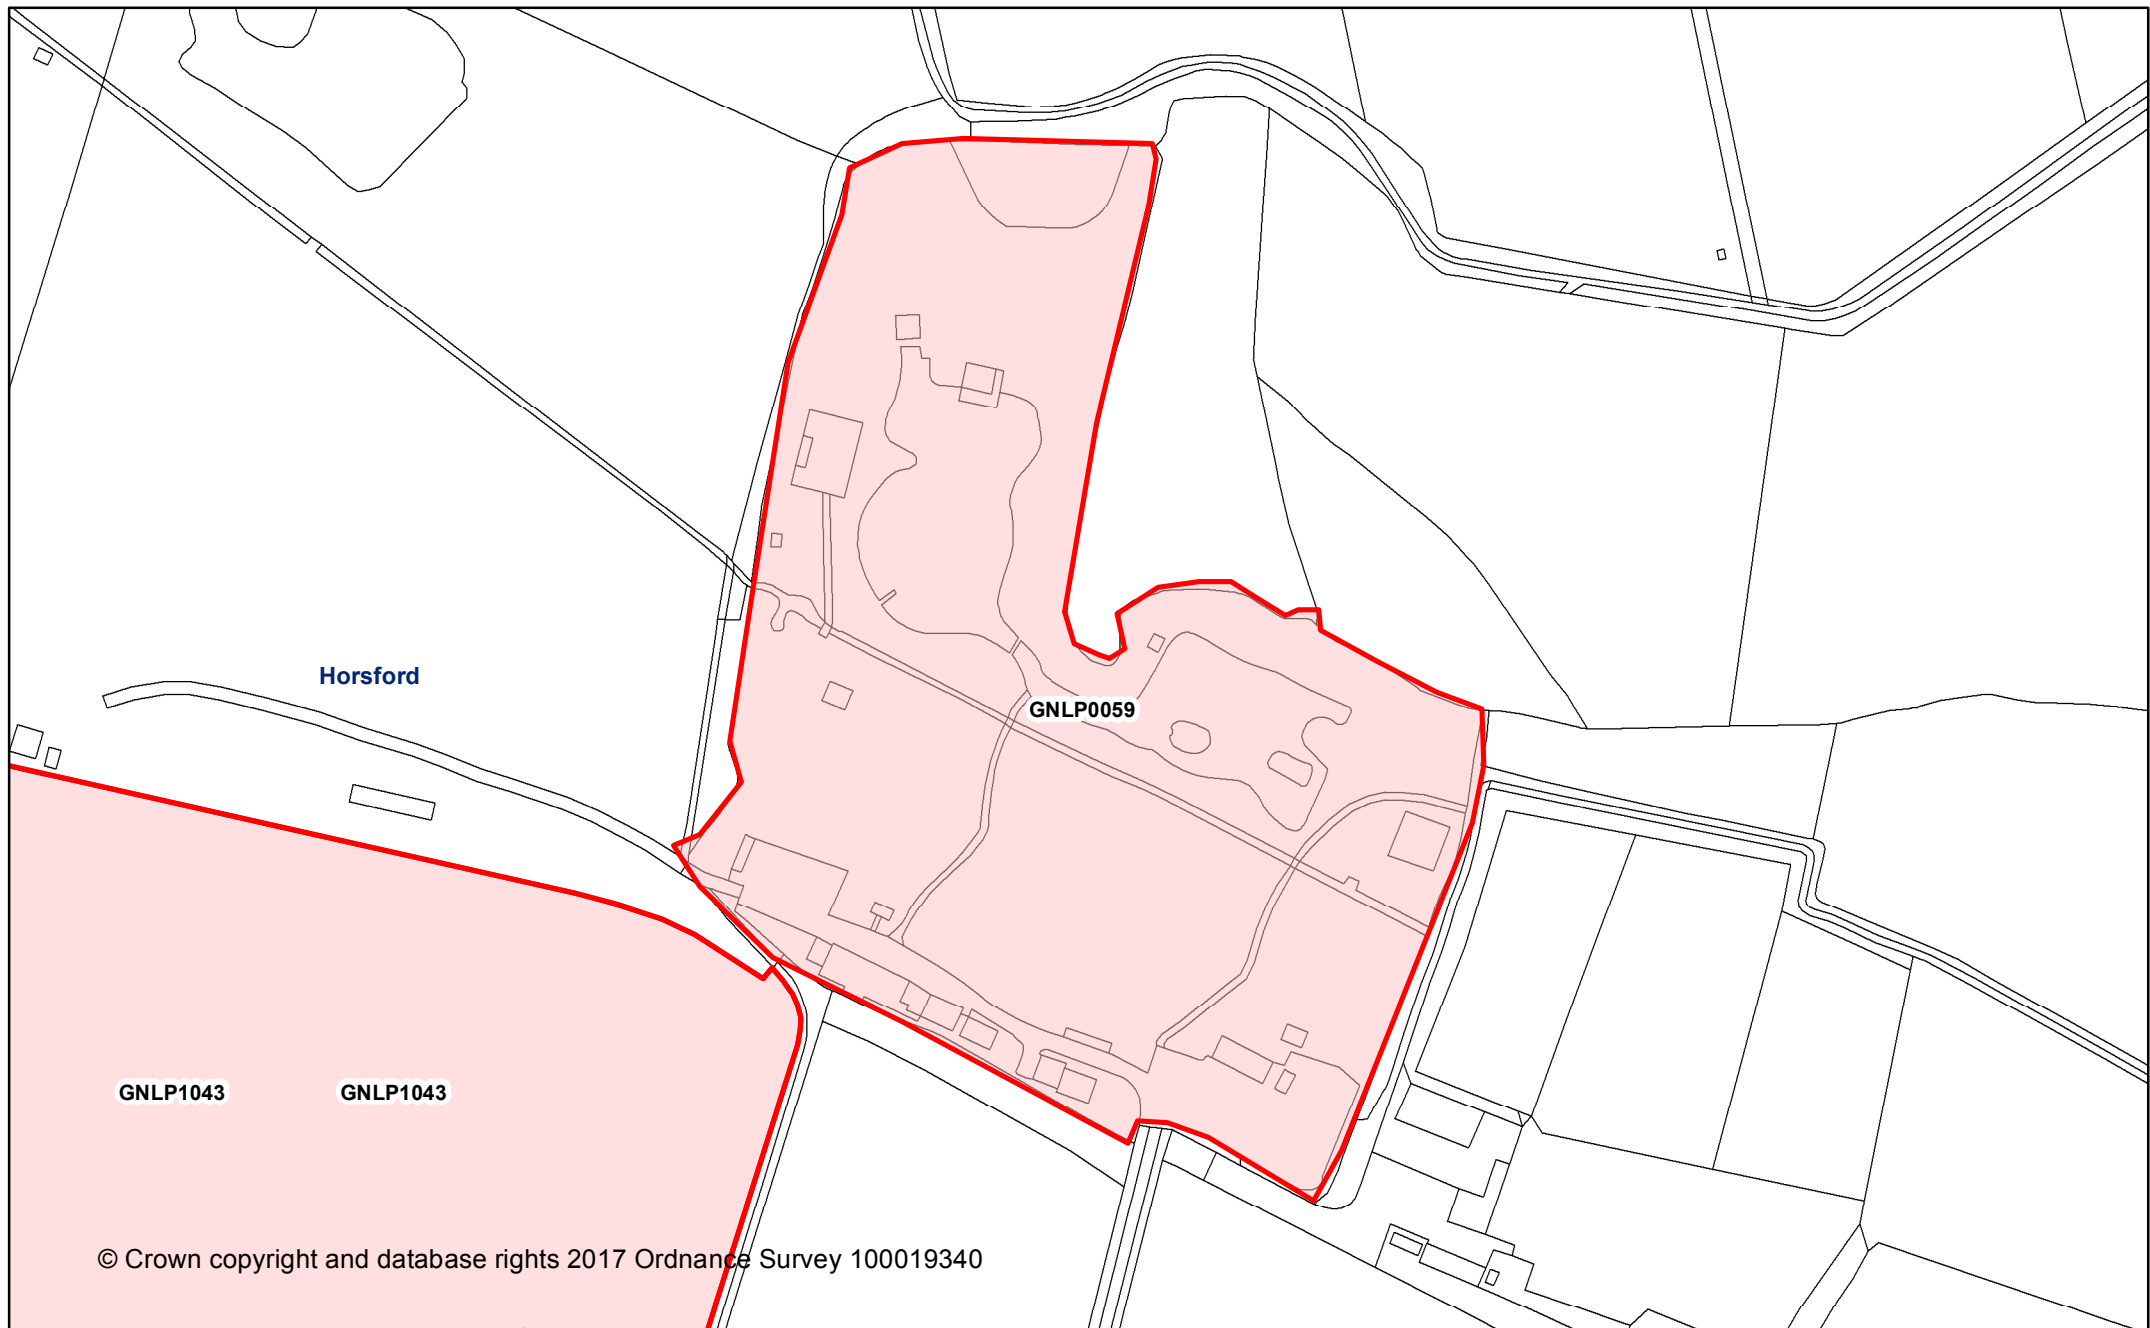 Horsford
GNLP0059
GNLP1043 GNLP1043
© Crown copyright and database rights 2017 Ordnance Survey 100019340